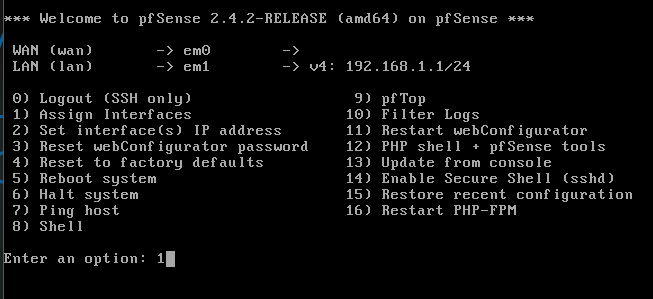 *** Welcome to pfSense 2.4.2-RELEASE (amd64) on pfSense ***
WAN (wan) -> em0 ->
LAN (lan) -> em1 -> v4: 192.168.1.1/24
0) Logout (SSH only) 9) pfTop
1) Assign Interfaces 10) Filter Logs
2) Set interface(s) IP address 11) Restart webConfigurator
3) Reset webConfigurator password 12) PHP shell + pfSense tools
4) Reset to factory defaults 13) Update from console
5) Reboot system 14) Enable Secure Shell (sshd)
6) Halt system 15) Restore recent configuration
7) Ping host 16) Restart PHP-FPM
8) Shell
Enter an option: 1